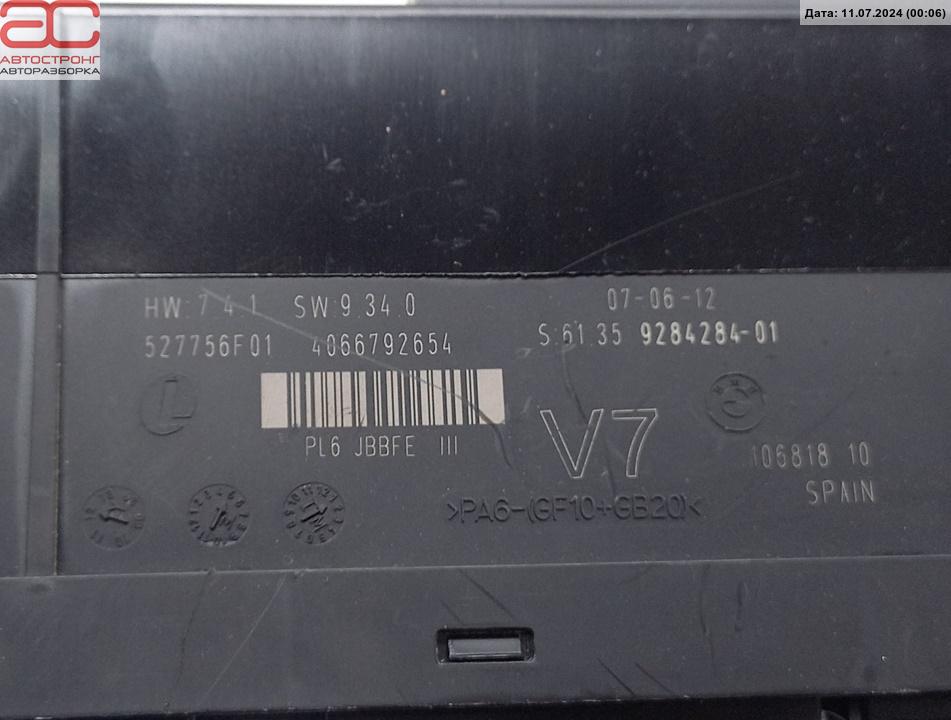 АВТОСТРОНГ
АВТОРАЗБОРКА
Дата: 11.07.2024 (00:06)
HW:7.4.1 SW:9.34.0
07-06-12
527756F01 4066792654
S:61.35 9284284-01
PL6 JBBFE III
V7
106818 10
SPAIN
>PA6-(GF10+GB20)<